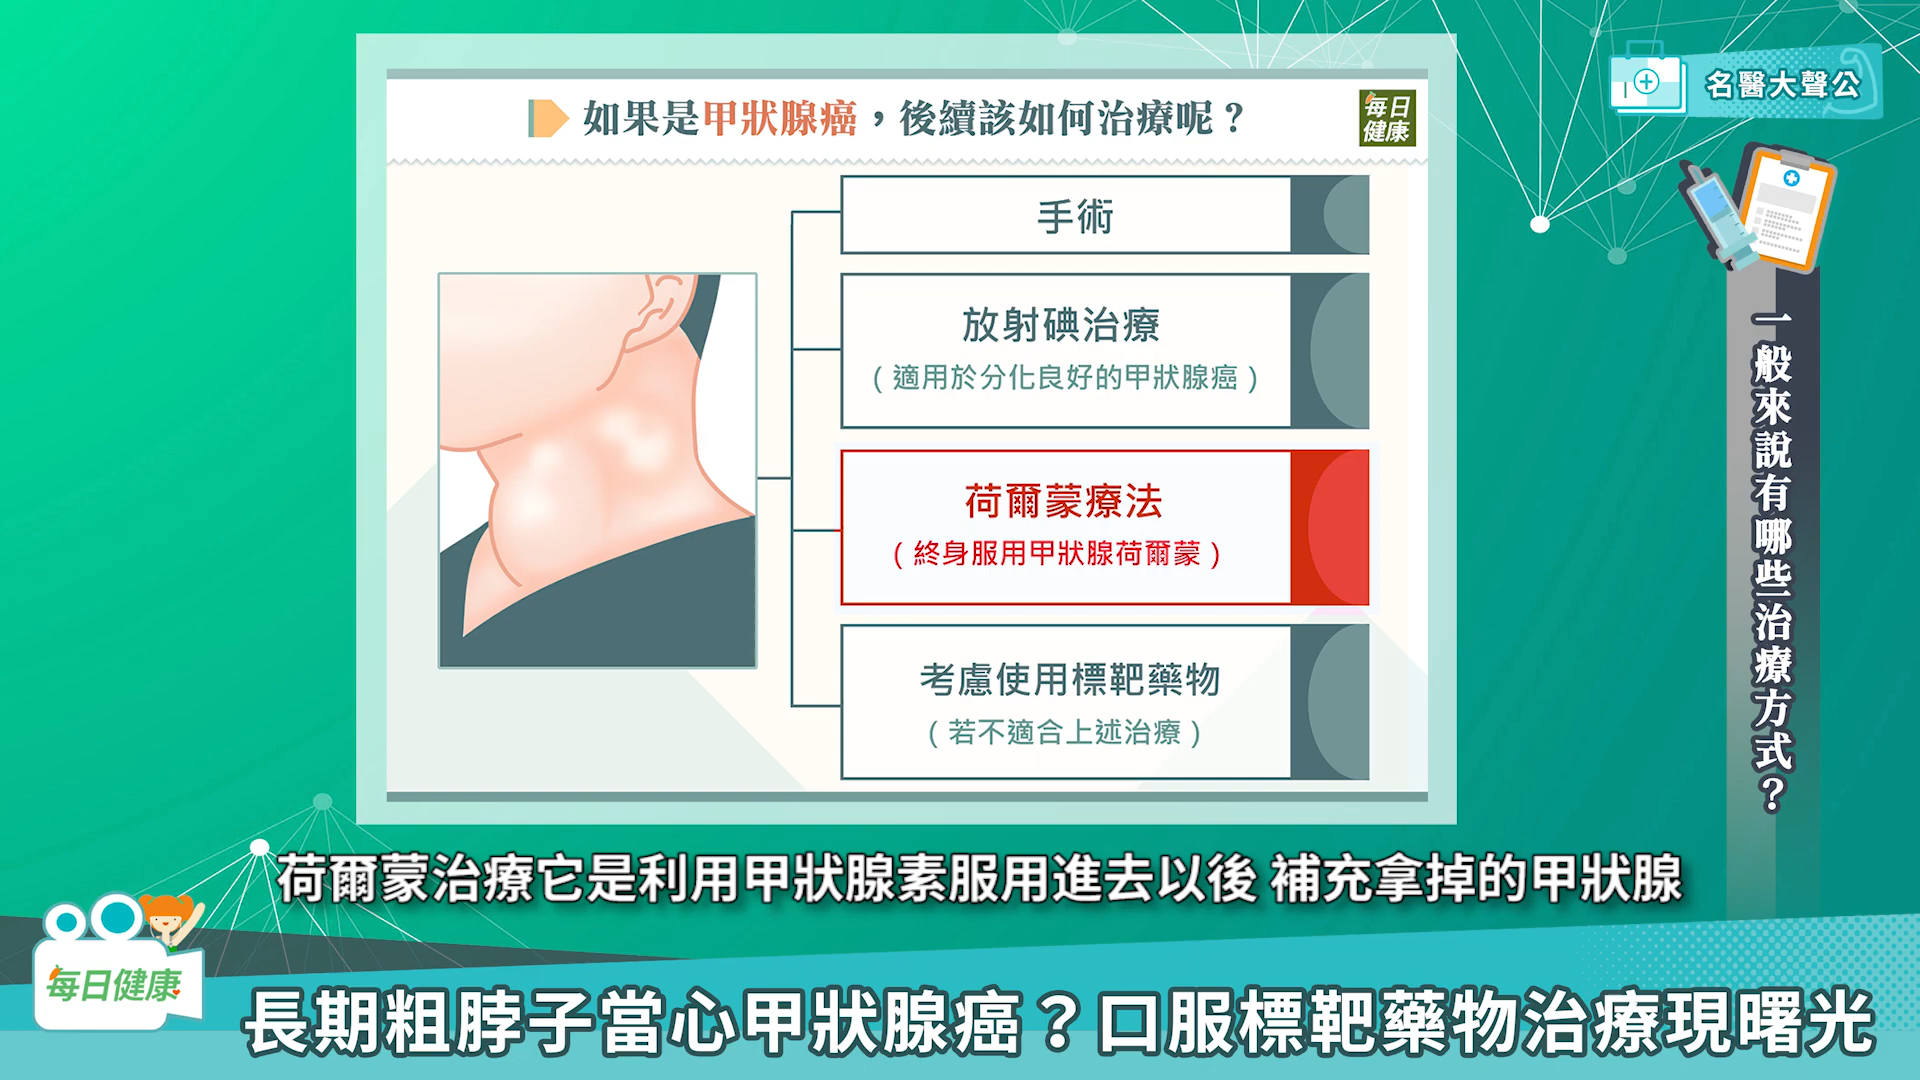 如果是甲狀腺癌，後續該如何治療呢？
每日
健康
手術
放射碘治療
（適用於分化良好的甲狀腺癌）
荷爾蒙療法
（終身服用甲狀腺荷爾蒙）
考慮使用標靶藥物
（若不適合上述治療）
名醫大聲公
一般來說有哪些治療方式？
荷爾蒙治療它是利用甲狀腺素服用進去以後 補充拿掉的甲狀腺
每日健康
長期粗脖子當心甲狀腺癌？口服標靶藥物治療現曙光